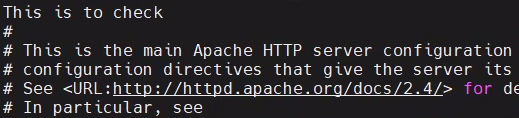 This is to check
#
# This is the main Apache HTTP server configuration
# configuration directives that give the server its
# See <URL:http://httpd.apache.org/docs/2.4/> for de
# In particular, see